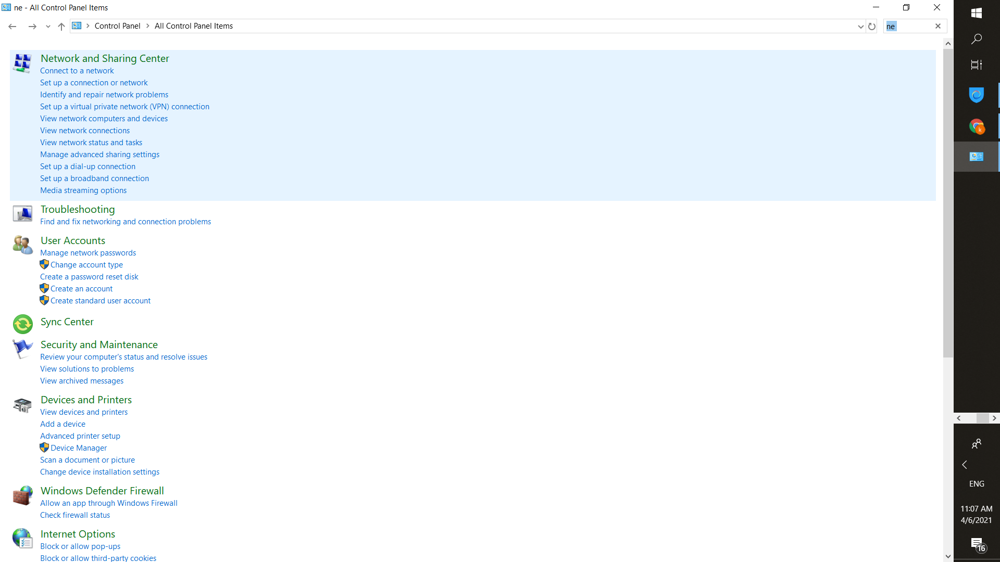 ne - All Control Panel Items
Control Panel All Control Panel Items
ne
Network and Sharing Center
Connect to a network
Set up a connection or network
Identify and repair network problems
Set up a virtual private network (VPN) connection
View network computers and devices
View network connections
View network status and tasks
Manage advanced sharing settings
Set up a dial-up connection
Set up a broadband connection
Media streaming options
Troubleshooting
Find and fix networking and connection problems
User Accounts
Manage network passwords
Change account type
Create a password reset disk
Create an account
Create standard user account
Sync Center
Security and Maintenance
Review your computer's status and resolve issues
View solutions to problems
View archived messages
Devices and Printers
View devices and printers
Add a device
Advanced printer setup
Device Manager
Scan a document or picture
Change device installation settings
Windows Defender Firewall
Allow an app through Windows Firewall
Check firewall status
Internet Options
Block or allow pop-ups
Block or allow third-party cookies
k
ENG
11:07 AM
4/6/2021
16